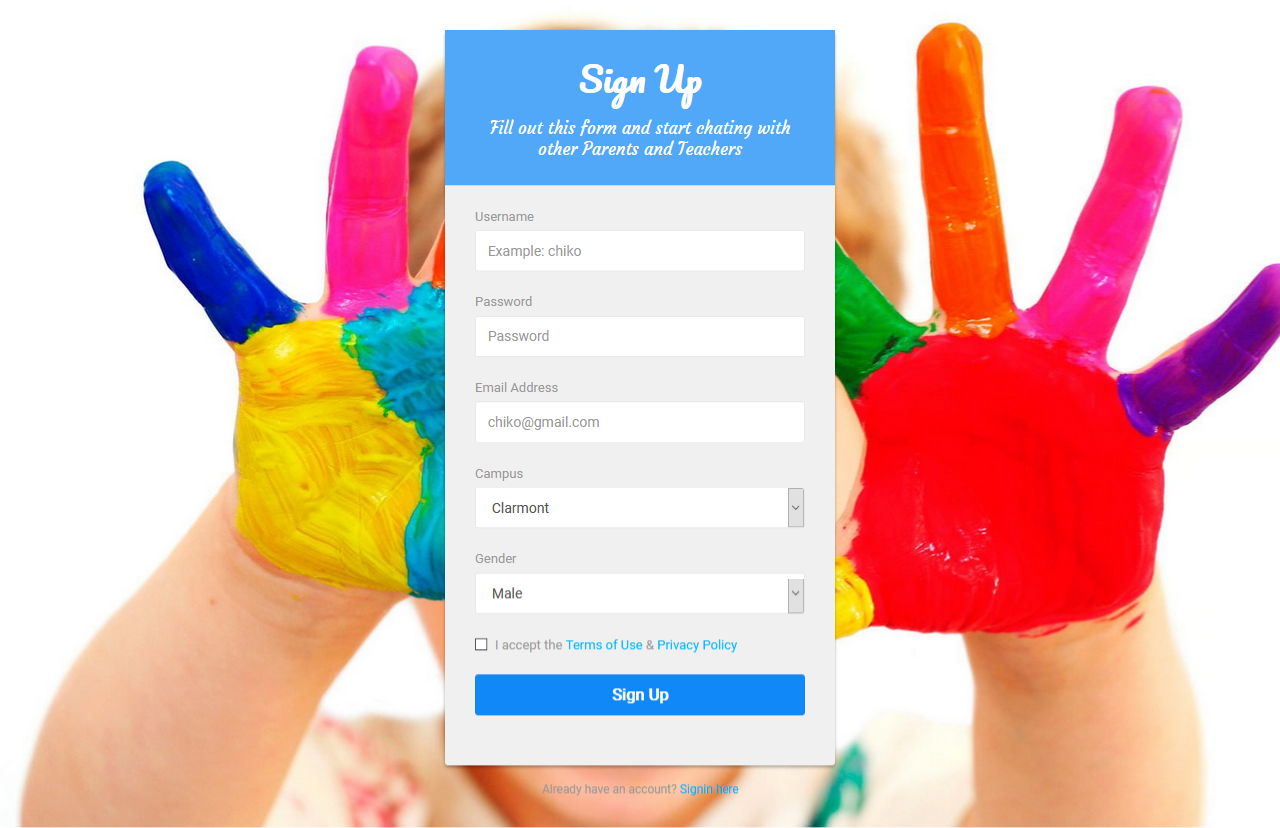 Sign Up
Fill out this form and start chating with
other Parents and Teachers
Username
Example: chiko
Password
Password
Email Address
chiko@gmail.com
Campus
Clarmont
Gender
Male
I accept the Terms of Use & Privacy Policy
Sign Up
Already have an account? Signin here